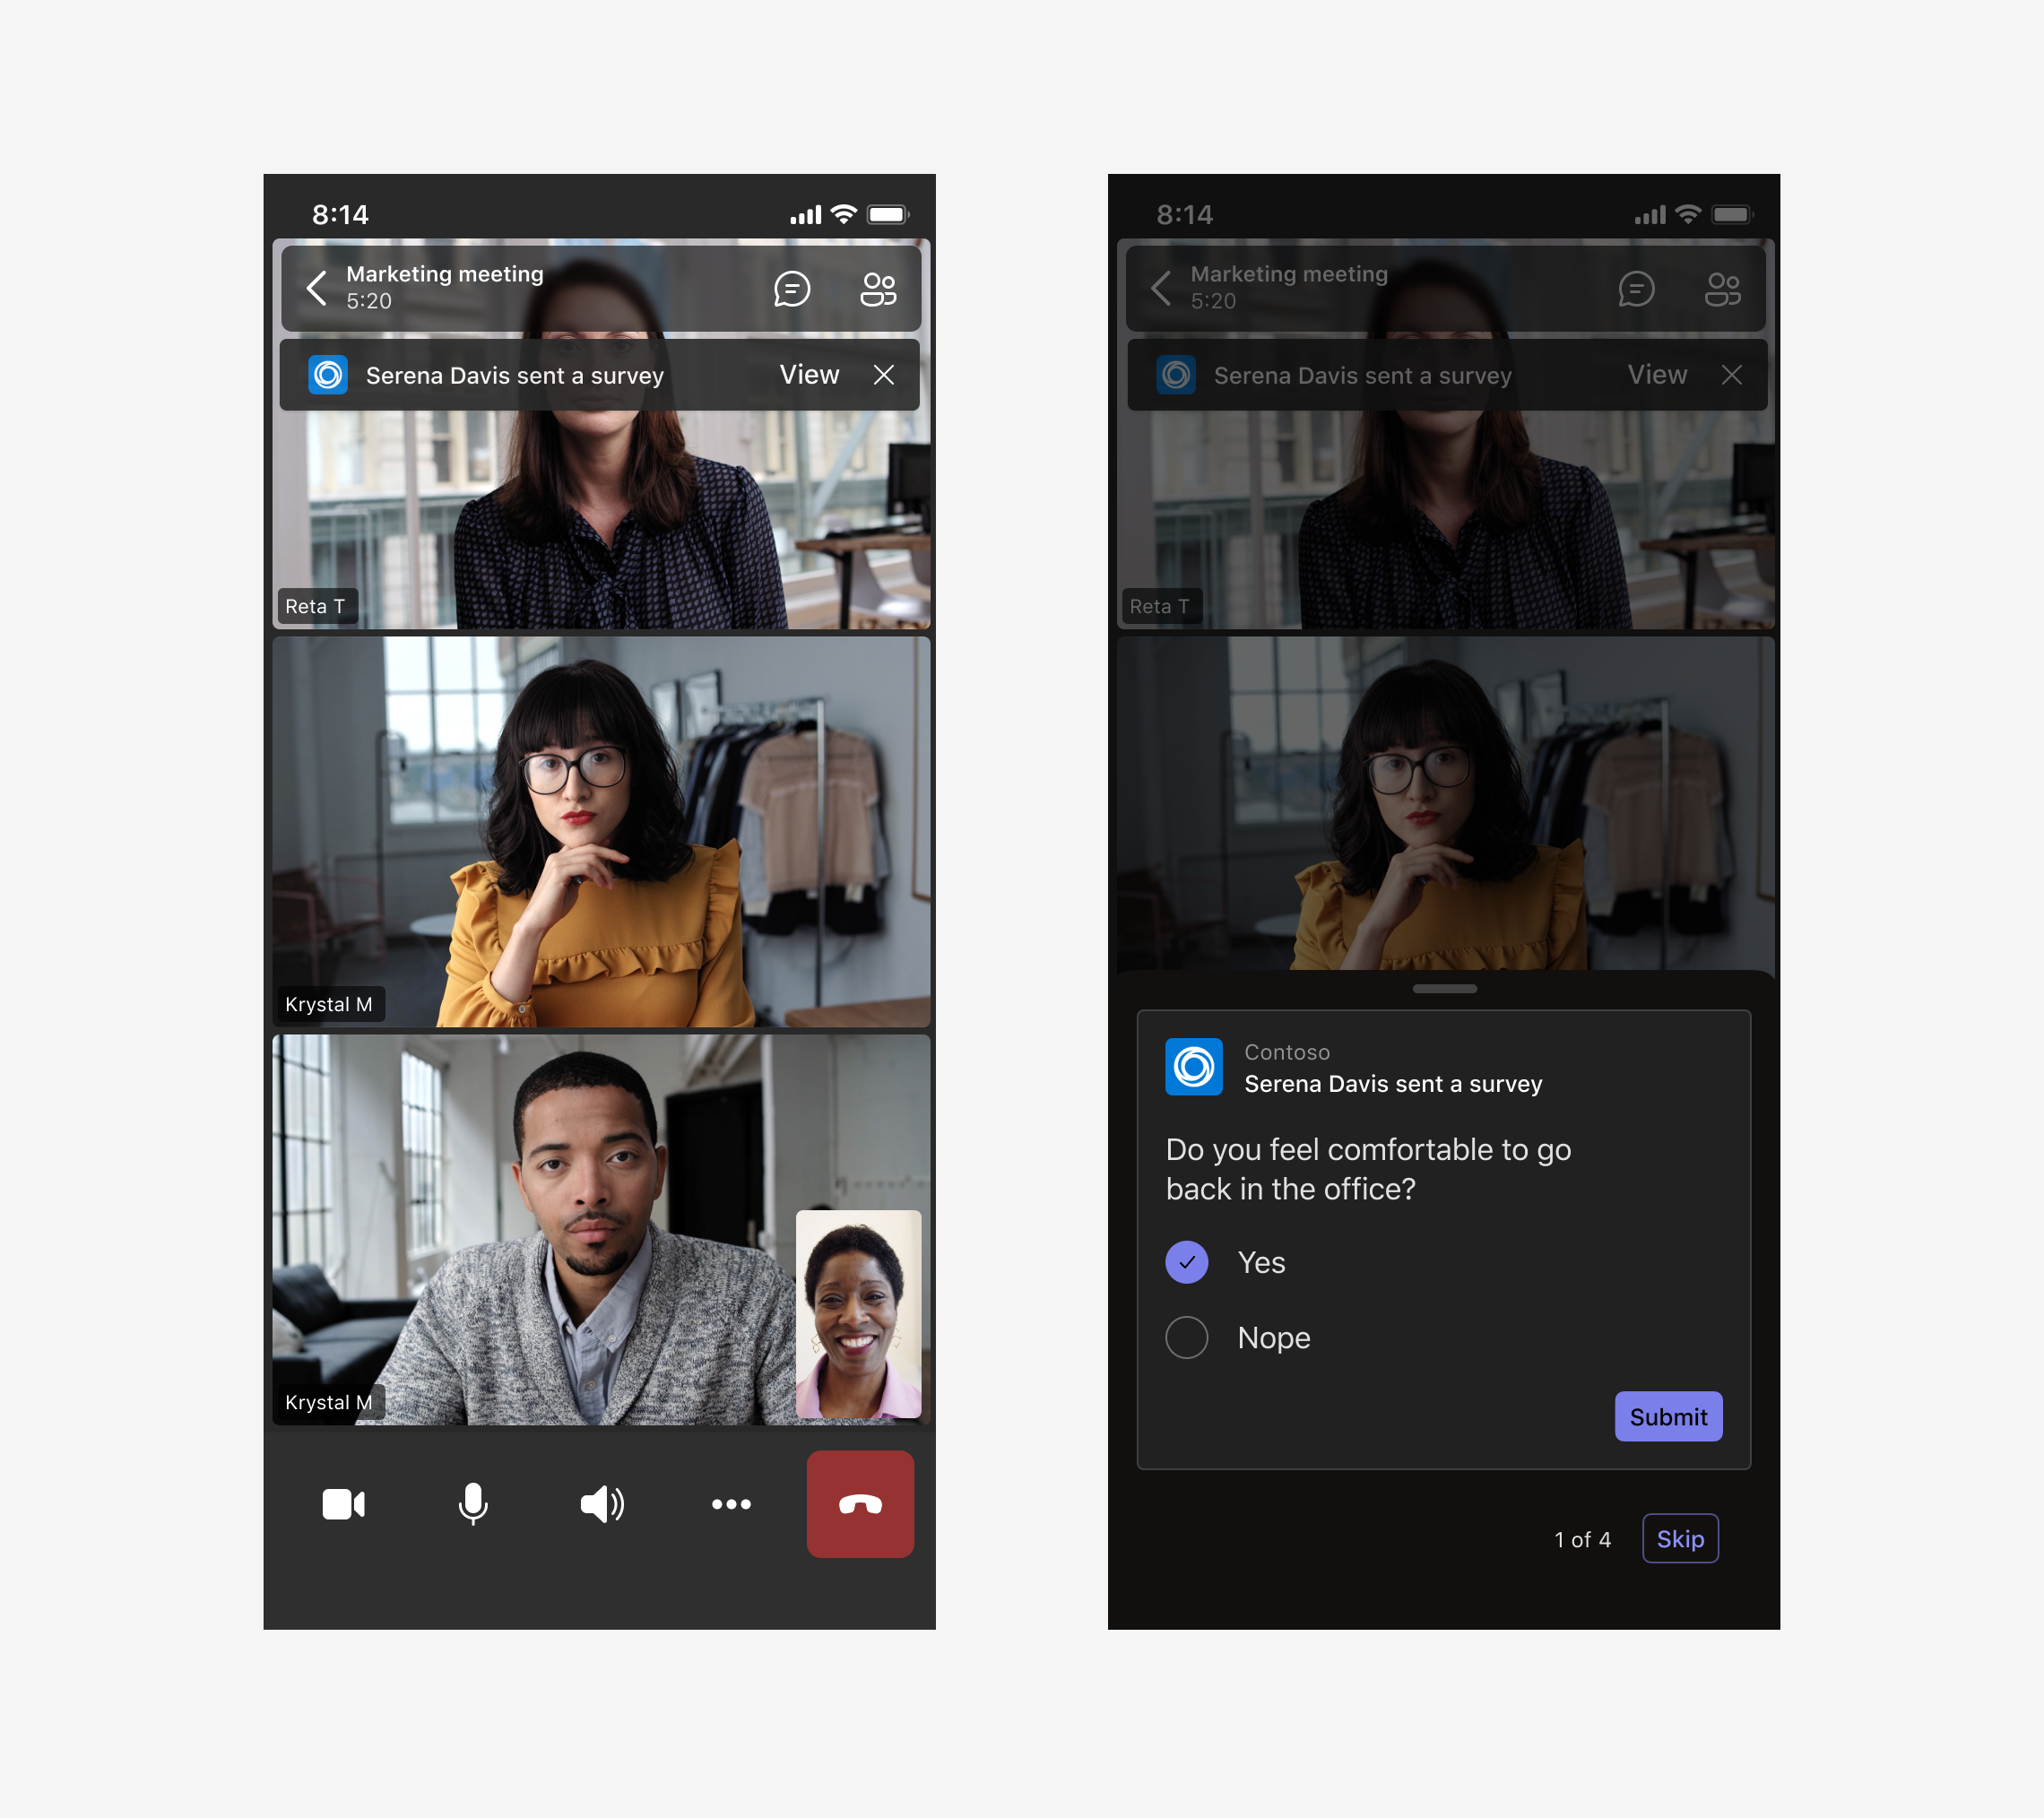 8:14
Marketing meeting
5:20
Serena Davis sent a survey View
Reta T
Krystal M
Krystal M
8:14
Marketing meeting
5:20
Serena Davis sent a survey View
Reta T
Contoso
Serena Davis sent a survey
Do you feel comfortable to go
back in the office?
Yes
Nope
Submit
1 of 4 Skip